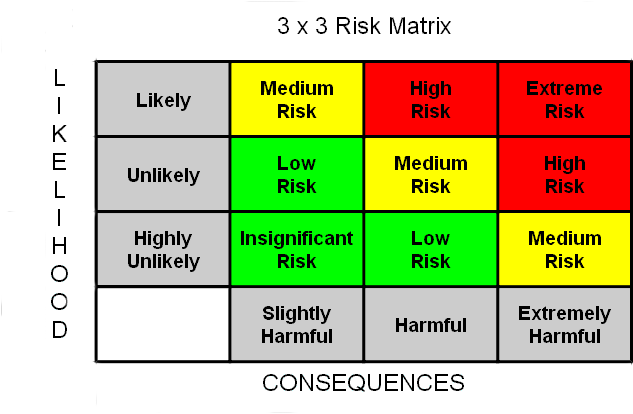 3 x 3 Risk Matrix
LIKELIHOOD
Likely
Medium
Risk
High
Risk
Extreme
Risk
Unlikely
Low
Risk
Medium
Risk
High
Risk
Highly
Unlikely
Insignificant
Risk
Low
Risk
Medium
Risk
Slightly
Harmful
Harmful
Extremely
Harmful
CONSEQUENCES